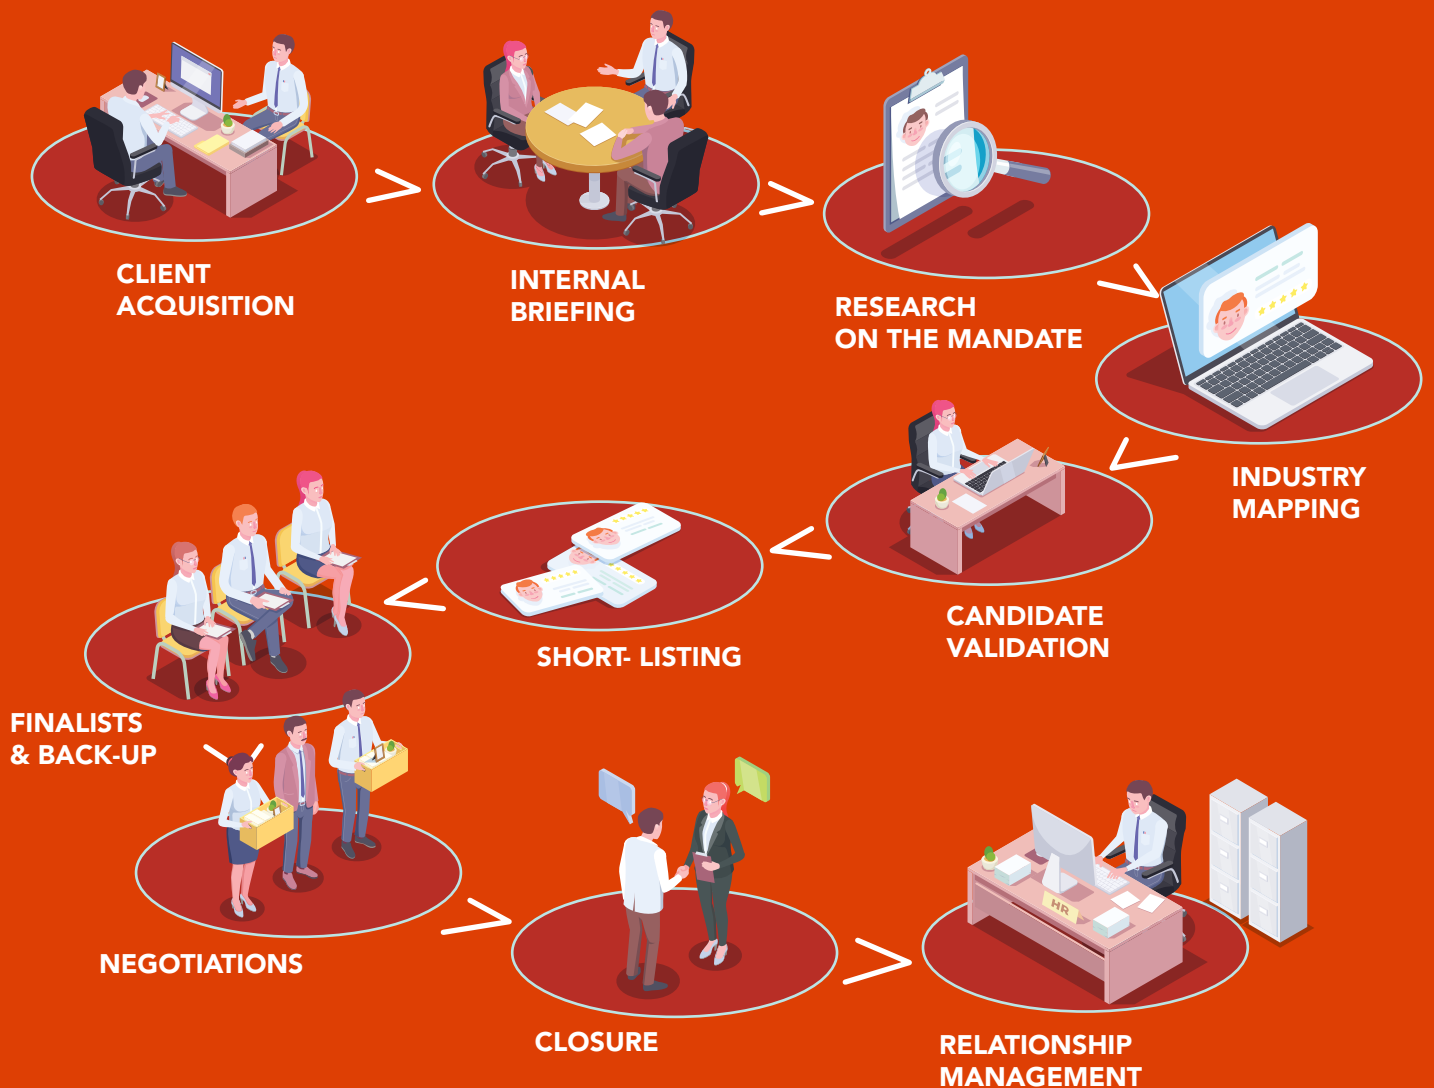 CLIENT
ACQUISITION
INTERNAL
BRIEFING
RESEARCH
ON THE MANDATE
INDUSTRY
MAPPING
CANDIDATE
VALIDATION
SHORT- LISTING
FINALISTS
& BACK-UP
NEGOTIATIONS
CLOSURE
HR
RELATIONSHIP
MANAGEMENT